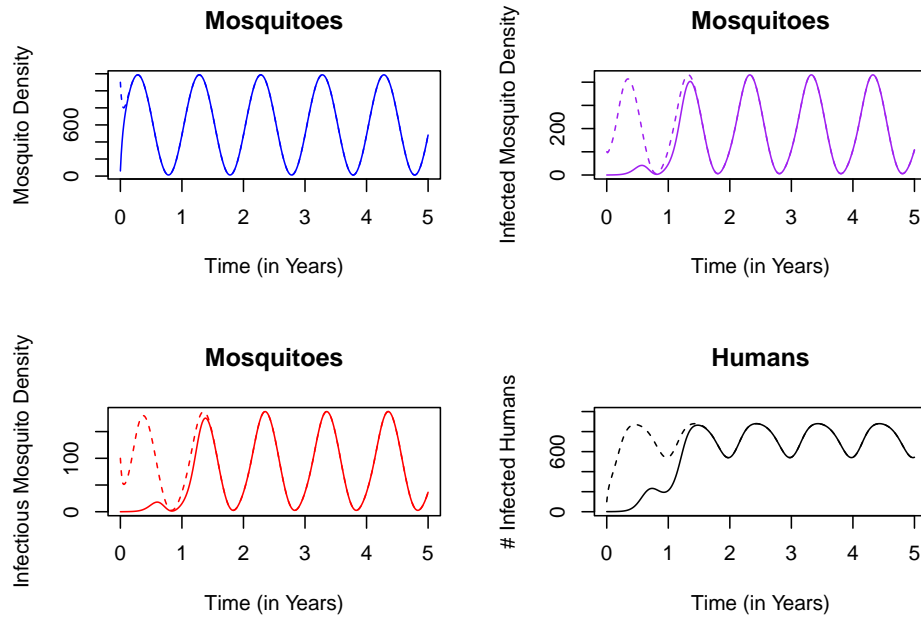 Mosquitoes
Mosquito Density
600
0
0 1 2 3 4 5
Time (in Years)
Mosquitoes
Infected Mosquito Density
200
0
0 1 2 3 4 5
Time (in Years)
Mosquitoes
Infectious Mosquito Density
100
0
0 1 2 3 4 5
Time (in Years)
Humans
# Infected Humans
600
0
0 1 2 3 4 5
Time (in Years)